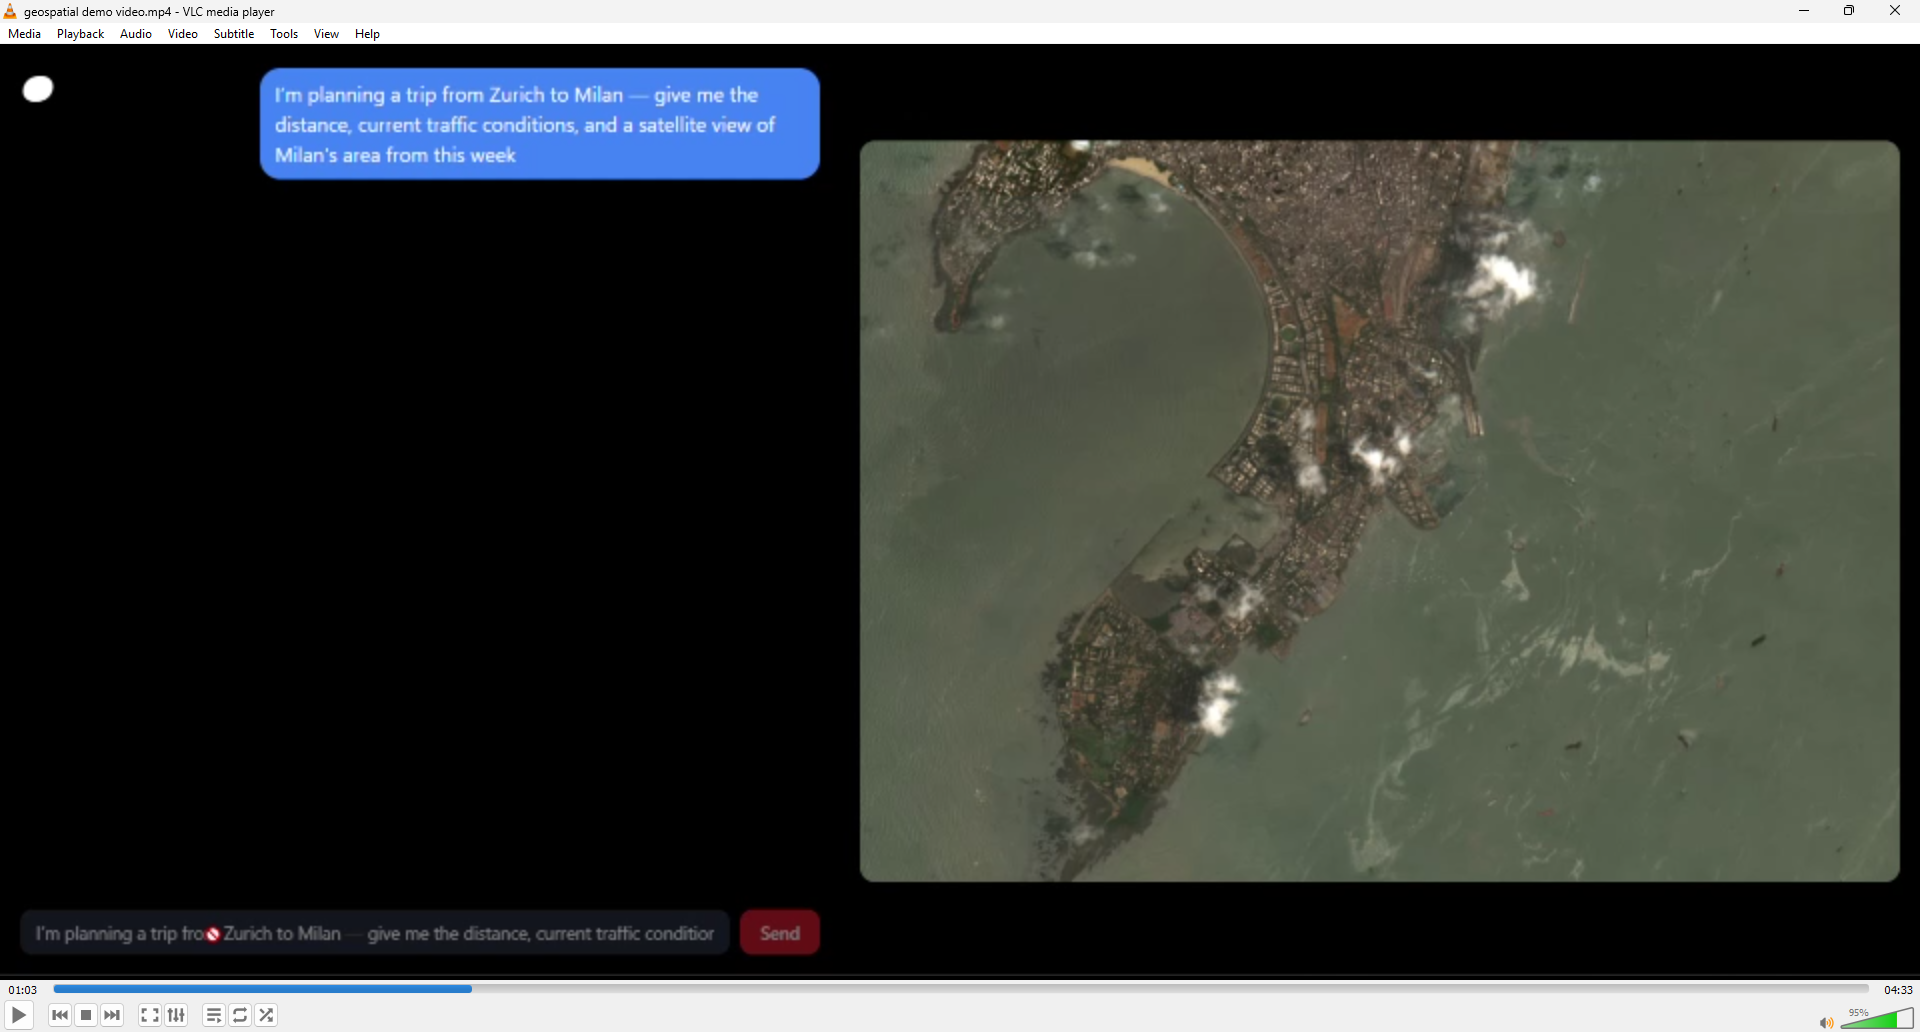 geospatial demo video.mp4 - VLC media player
Media Playback Audio Video Subtitle Tools View Help
I'm planning a trip from Zurich to Milan — give me the
distance, current traffic conditions, and a satellite view of
Milan's area from this week
I'm planning a trip fro Zurich to Milan — give me the distance, current traffic condition
Send
01:03
04:33
95%